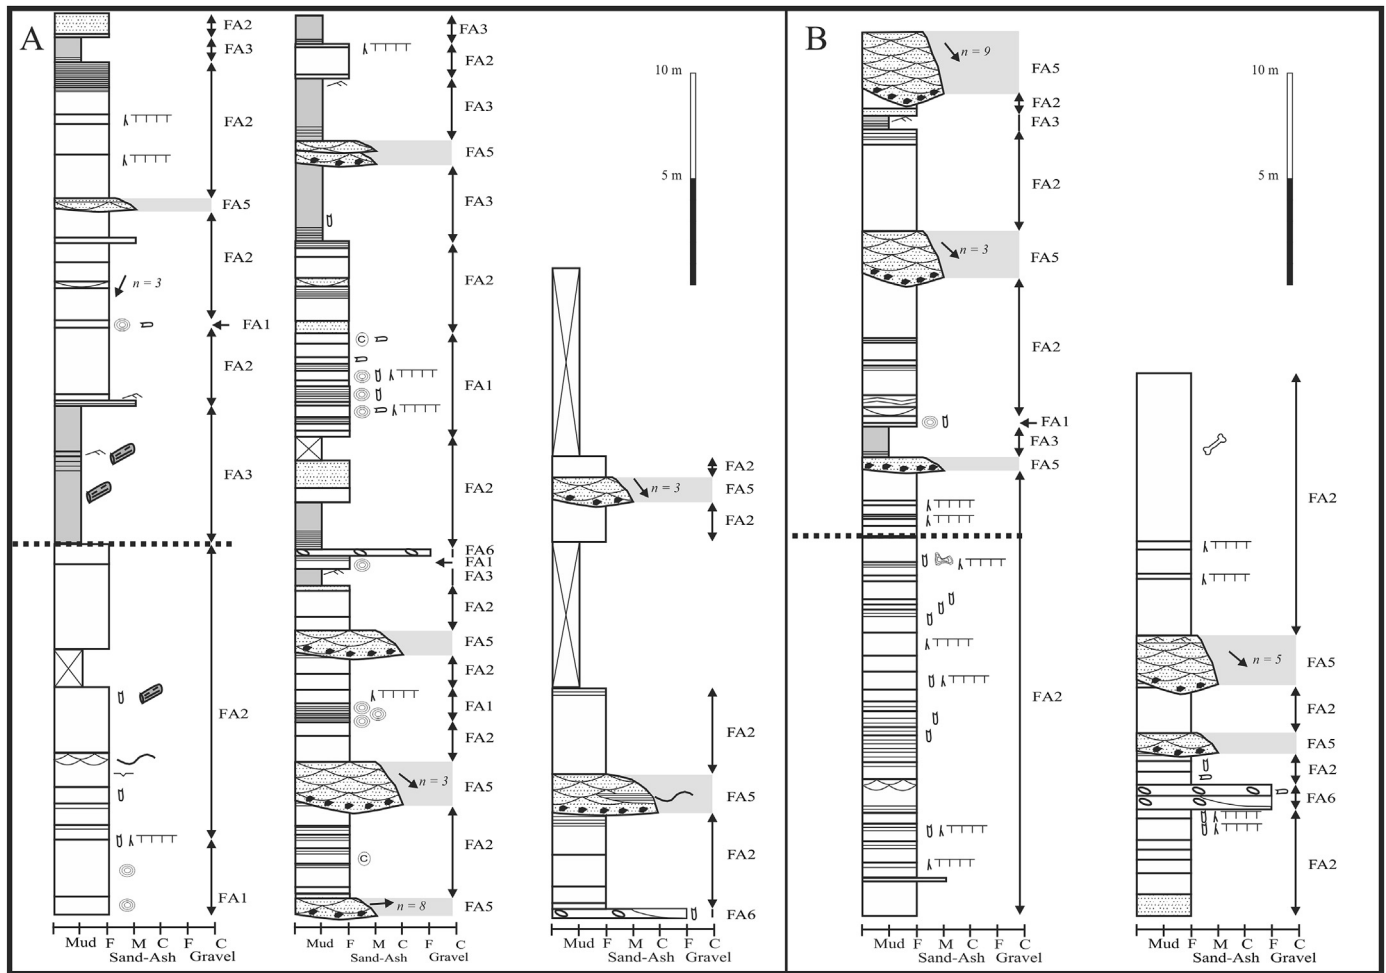 A
FA2
FA3
FA2
FA5
FA2
n = 3
FA1
FA2
FA3
FA2
FA1
Mud F M C F C
Sand-Ash Gravel
FA3
FA2
FA3
FA5
FA3
FA2
C
FA1
FA2
FA6
FA1
FA3
FA2
FA5
FA2
FA1
FA2
n = 3
FA5
FA2
C
n = 8
FA5
Mud F M C F C
Sand-Ash Gravel
10 m
5 m
FA2
n = 3
FA5
FA2
FA2
FA5
FA2
FA6
Mud F M C F C
Sand-Ash Gravel
B
n = 9
FA5
FA2
FA3
FA2
n = 3
FA5
FA2
FA1
FA3
FA5
FA2
Mud F M C F C
Sand-Ash Gravel
10 m
5 m
FA2
n = 5
FA5
FA2
FA5
FA2
FA6
FA2
Mud F M C F C
Sand-Ash Gravel